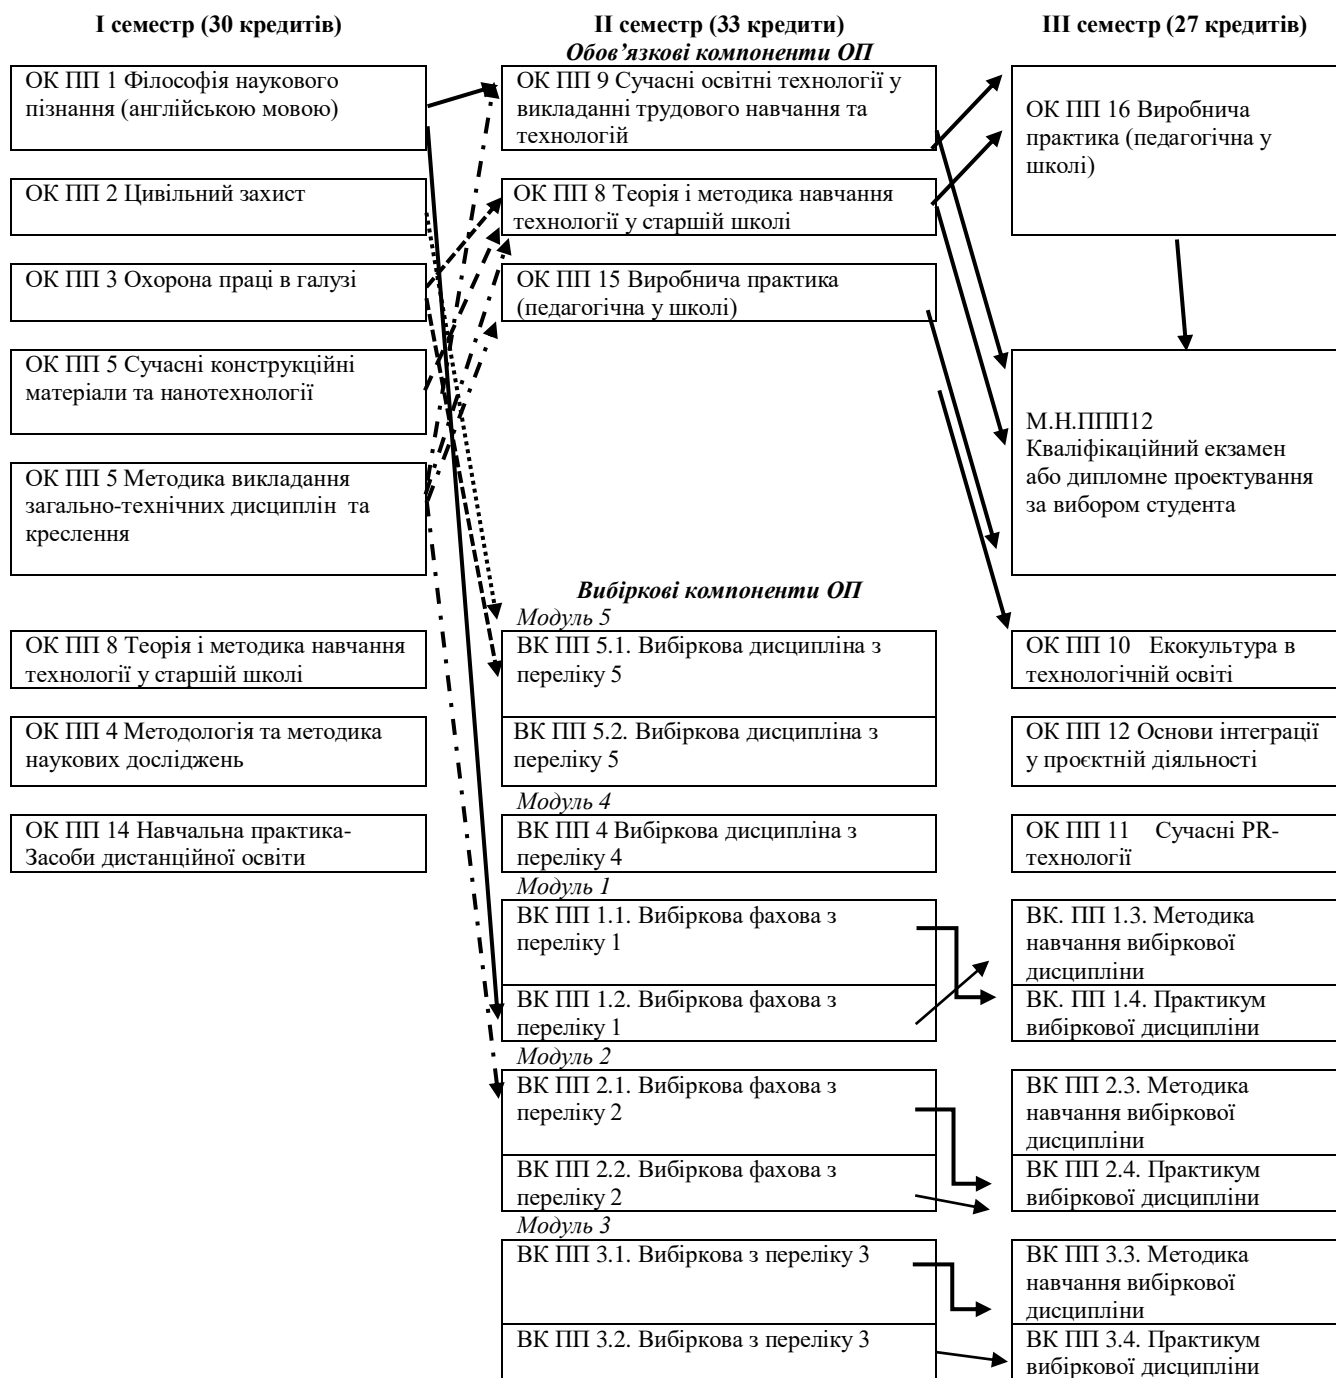 І семестр (30 кредитів)
ІІ семестр (33 кредити)
ІІІ семестр (27 кредитів)
Обов’язкові компоненти ОП
ОК ПП 1 Філософія наукового
пізнання (англійською мовою)
ОК ПП 2 Цивільний захист
ОК ПП 3 Охорона праці в галузі
ОК ПП 5 Сучасні конструкційні
матеріали та нанотехнології
ОК ПП 5 Методика викладання
загально-технічних дисциплін та
креслення
ОК ПП 8 Теорія і методика навчання
технології у старшій школі
ОК ПП 4 Методологія та методика
наукових досліджень
ОК ПП 14 Навчальна практика-
Засоби дистанційної освіти
ОК ПП 9 Сучасні освітні технології у
викладанні трудового навчання та
технологій
ОК ПП 8 Теорія і методика навчання
технології у старшій школі
ОК ПП 15 Виробнича практика
(педагогічна у школі)
Вибіркові компоненти ОП
Модуль 5
ВК ПП 5.1. Вибіркова дисципліна з
переліку 5
ВК ПП 5.2. Вибіркова дисципліна з
переліку 5
Модуль 4
ВК ПП 4 Вибіркова дисципліна з
переліку 4
Модуль 1
ВК ПП 1.1. Вибіркова фахова з
переліку 1
ВК ПП 1.2. Вибіркова фахова з
переліку 1
Модуль 2
ВК ПП 2.1. Вибіркова фахова з
переліку 2
ВК ПП 2.2. Вибіркова фахова з
переліку 2
Модуль 3
ВК ПП 3.1. Вибіркова з переліку 3
ВК ПП 3.2. Вибіркова з переліку 3
ОК ПП 16 Виробнича
практика (педагогічна у
школі)
М.Н.ППП12
Кваліфікаційний екзамен
або дипломне проектування
за вибором студента
ОК ПП 10 Екокультура в
технологічній освіті
ОК ПП 12 Основи інтеграції
у проєктній діяльності
ОК ПП 11 Сучасні PR-
технології
ВК. ПП 1.3. Методика
навчання вибіркової
дисципліни
ВК. ПП 1.4. Практикум
вибіркової дисципліни
ВК ПП 2.3. Методика
навчання вибіркової
дисципліни
ВК ПП 2.4. Практикум
вибіркової дисципліни
ВК ПП 3.3. Методика
навчання вибіркової
дисципліни
ВК ПП 3.4. Практикум
вибіркової дисципліни